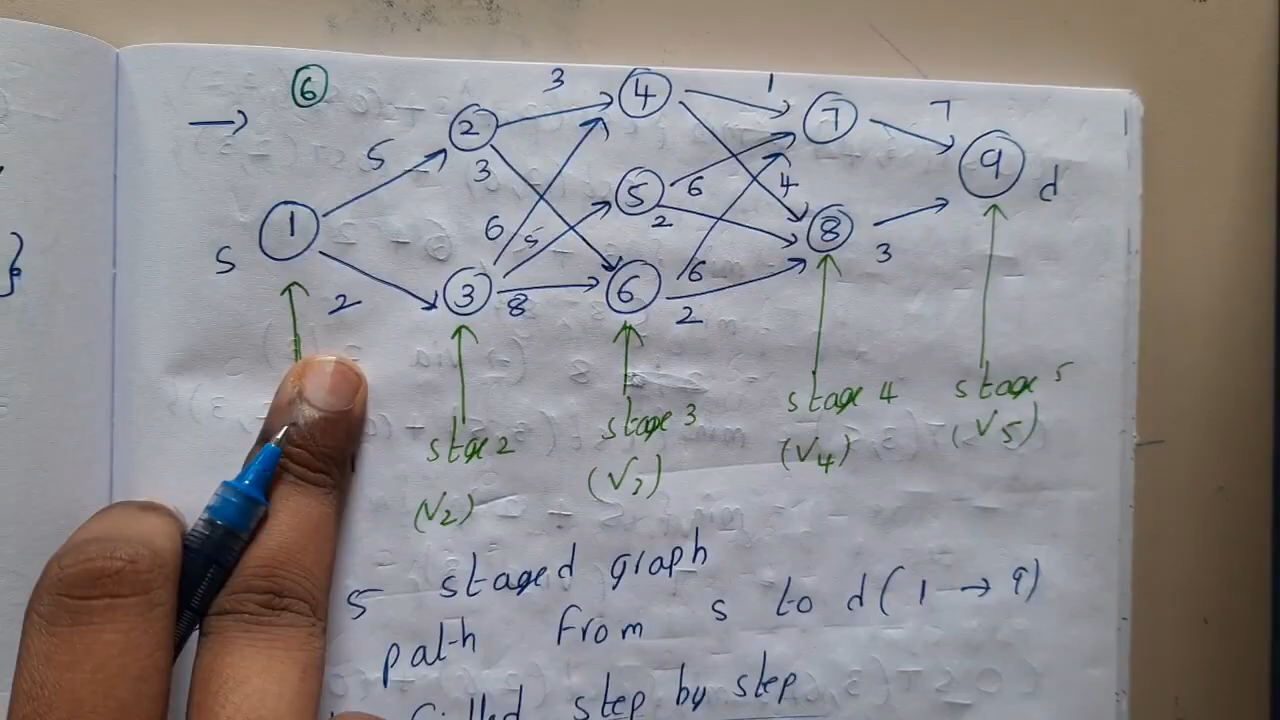 6
→ 3 4 1 7 7
2
5 3 9 d
1 5 6 4
6 5 2 8
s 3 6 6 3
2 8 2
stage 5
stage 4
stage 3 (V5)
stage 2 (V4)
(V3)
(V2)
5 staged graph
path from s to d (1 → 9)
step by step
}